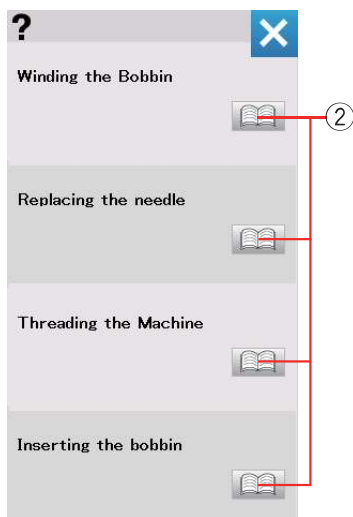 ?
Winding the Bobbin
②
Replacing the needle
Threading the Machine
Inserting the bobbin